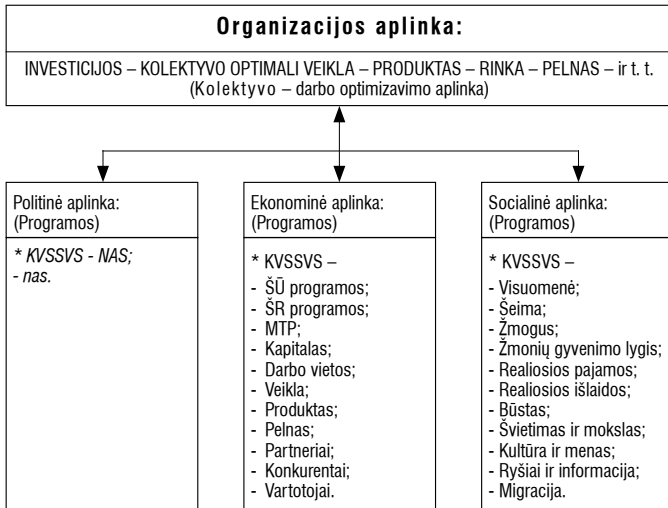 Organizacijos aplinka:
INVESTICIJOS – KOLEKTYVO OPTIMALI VEIKLA – PRODUKTAS – RINKA – PELNAS – ir t. t.
(Kolektyvo – darbo optimizavimo aplinka)
Politinė aplinka:
(Programos)
* KVSSVS - NAS;
- nas.
Ekonominė aplinka:
(Programos)
* KVSSVS –
- ŠŪ programos;
- ŠR programos;
- MTP;
- Kapitalas;
- Darbo vietos;
- Veikla;
- Produktas;
- Pelnas;
- Partneriai;
- Konkurentai;
- Vartotojai.
Socialinė aplinka:
(Programos)
* KVSSVS –
- Visuomenė;
- Šeima;
- Žmogus;
- Žmonių gyvenimo lygis;
- Realiosios pajamos;
- Realiosios išlaidos;
- Būstas;
- Švietimas ir mokslas;
- Kultūra ir menas;
- Ryšiai ir informacija;
- Migracija.